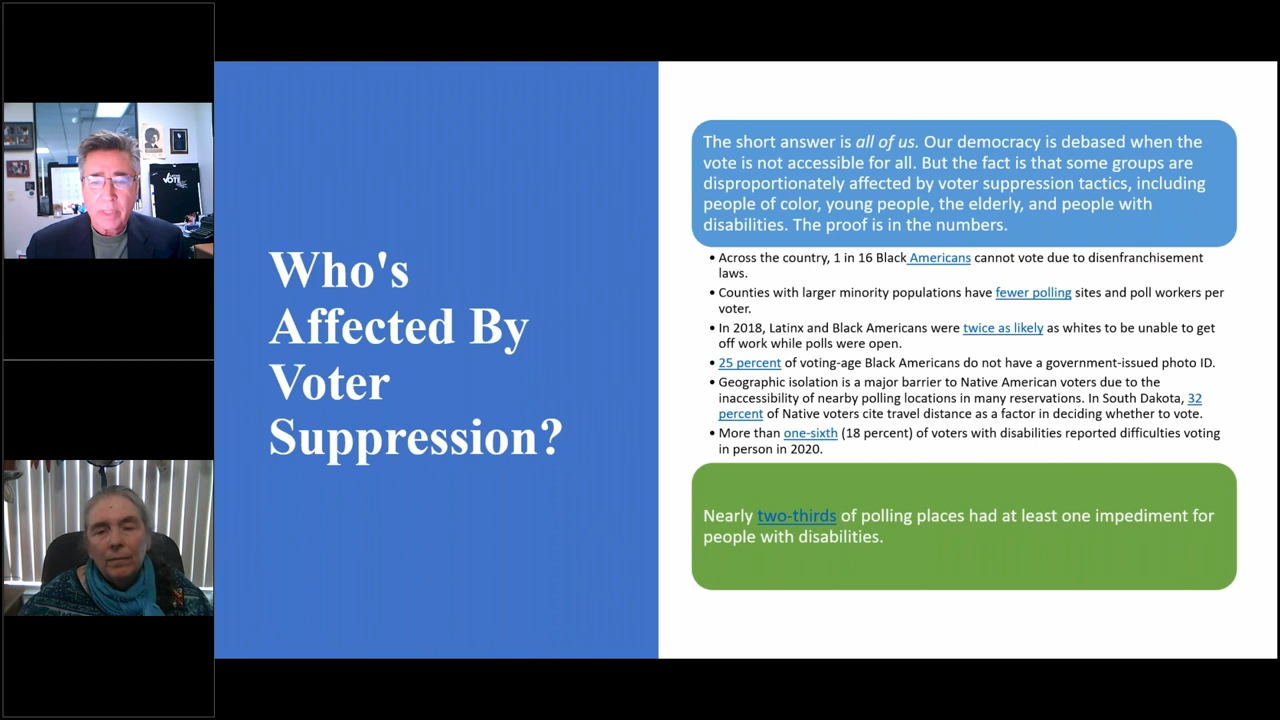 VOTE
Who's
Affected By
Voter
Suppression?
The short answer is all of us. Our democracy is debased when the
vote is not accessible for all. But the fact is that some groups are
disproportionately affected by voter suppression tactics, including
people of color, young people, the elderly, and people with
disabilities. The proof is in the numbers.
• Across the country, 1 in 16 Black Americans cannot vote due to disenfranchisement
laws.
• Counties with larger minority populations have fewer polling sites and poll workers per
voter.
• In 2018, Latinx and Black Americans were twice as likely as whites to be unable to get
off work while polls were open.
• 25 percent of voting-age Black Americans do not have a government-issued photo ID.
• Geographic isolation is a major barrier to Native American voters due to the
inaccessibility of nearby polling locations in many reservations. In South Dakota, 32
percent of Native voters cite travel distance as a factor in deciding whether to vote.
• More than one-sixth (18 percent) of voters with disabilities reported difficulties voting
in person in 2020.
Nearly two-thirds of polling places had at least one impediment for
people with disabilities.